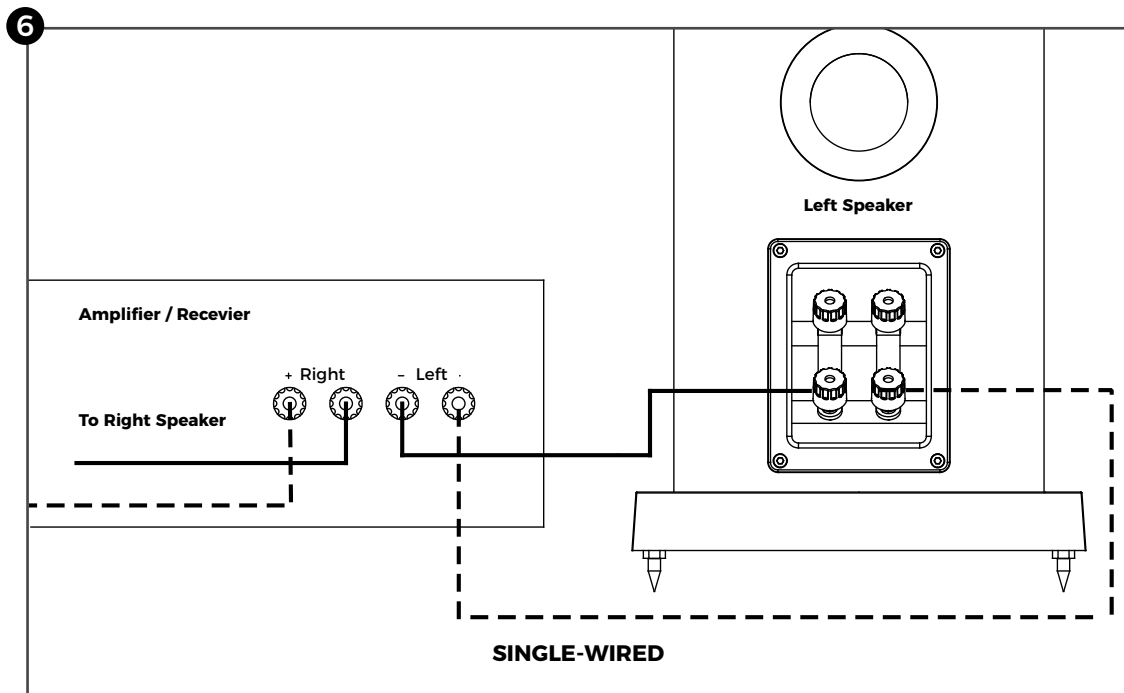 6
Left Speaker
Amplifier / Recevier
+ Right
– Left ·
To Right Speaker
SINGLE-WIRED